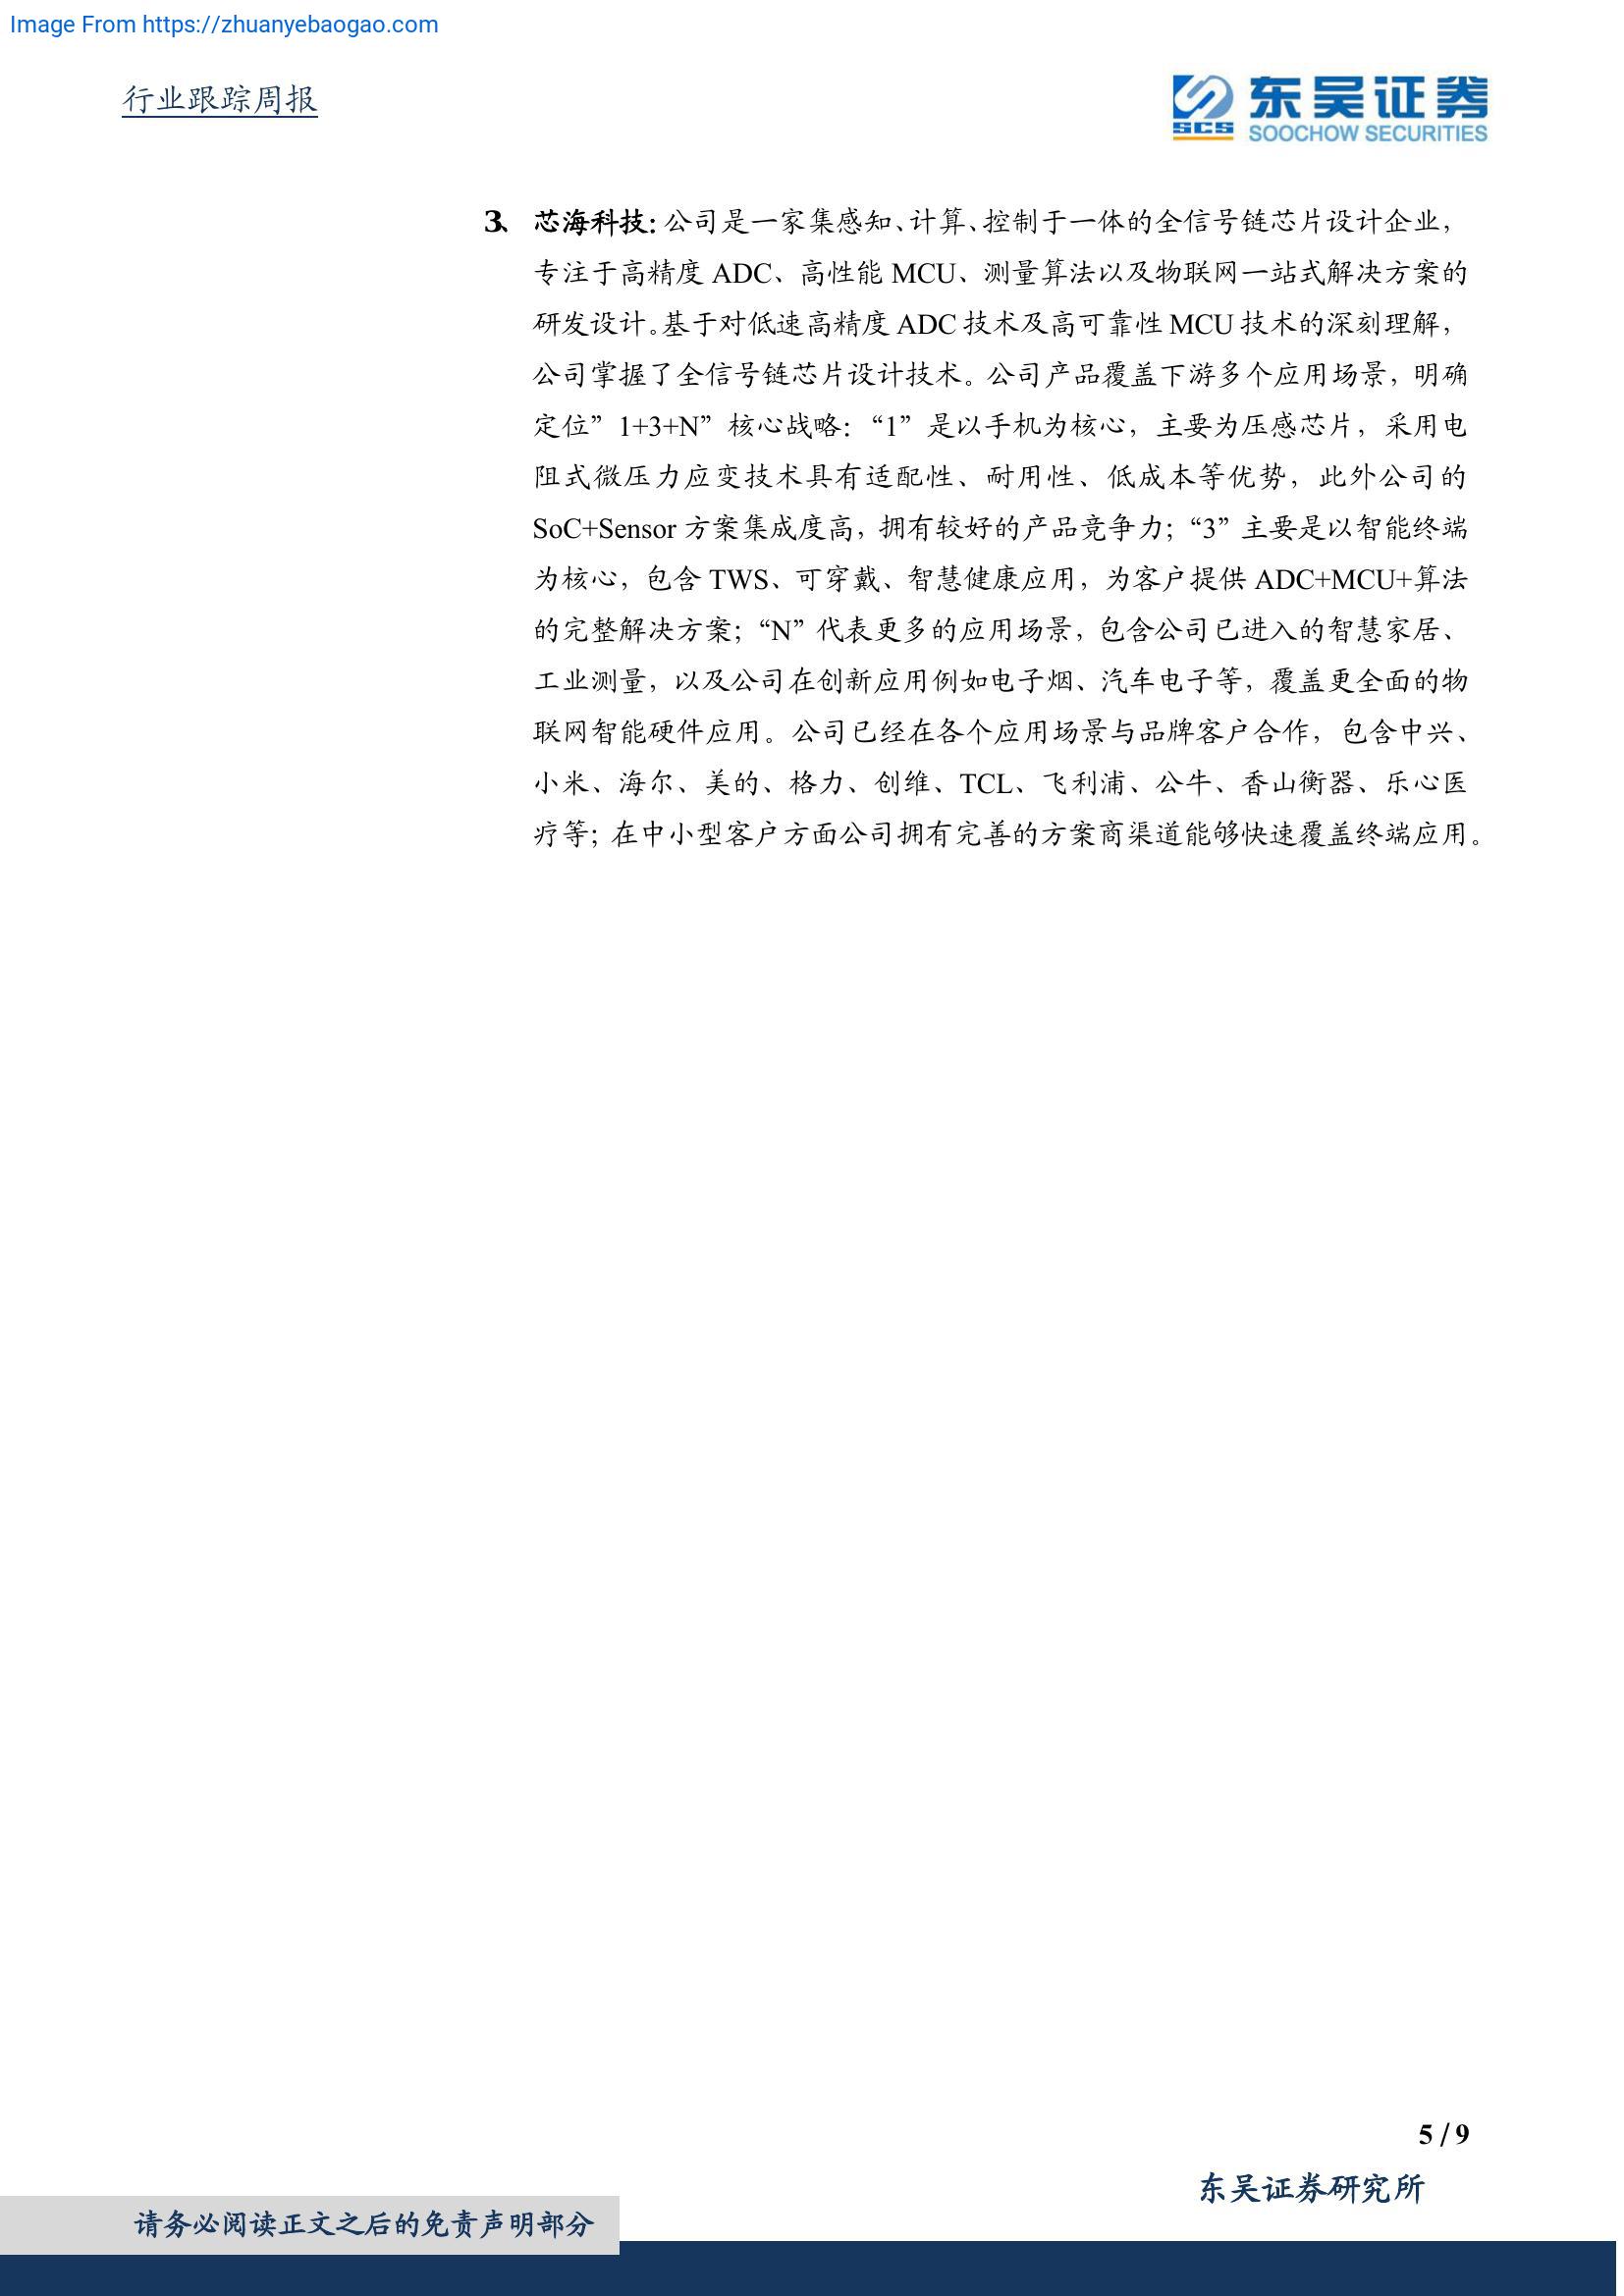 Image From https://zhuanyebaogao.com
行业跟踪周报
SCS
东吴证券
SOOCHOW SECURITIES
3、 芯海科技：公司是一家集感知、计算、控制于一体的全信号链芯片设计企业，
专注于高精度 ADC、高性能 MCU、测量算法以及物联网一站式解决方案的
研发设计。基于对低速高精度 ADC 技术及高可靠性 MCU 技术的深刻理解，
公司掌握了全信号链芯片设计技术。公司产品覆盖下游多个应用场景，明确
定位”1+3+N”核心战略：“1”是以手机为核心，主要为压感芯片，采用电
阻式微压力应变技术具有适配性、耐用性、低成本等优势，此外公司的
SoC+Sensor 方案集成度高，拥有较好的产品竞争力；“3”主要是以智能终端
为核心，包含 TWS、可穿戴、智慧健康应用，为客户提供 ADC+MCU+算法
的完整解决方案；“N”代表更多的应用场景，包含公司已进入的智慧家居、
工业测量，以及公司在创新应用例如电子烟、汽车电子等，覆盖更全面的物
联网智能硬件应用。公司已经在各个应用场景与品牌客户合作，包含中兴、
小米、海尔、美的、格力、创维、TCL、飞利浦、公牛、香山衡器、乐心医
疗等；在中小型客户方面公司拥有完善的方案商渠道能够快速覆盖终端应用。
5 / 9
东吴证券研究所
请务必阅读正文之后的免责声明部分